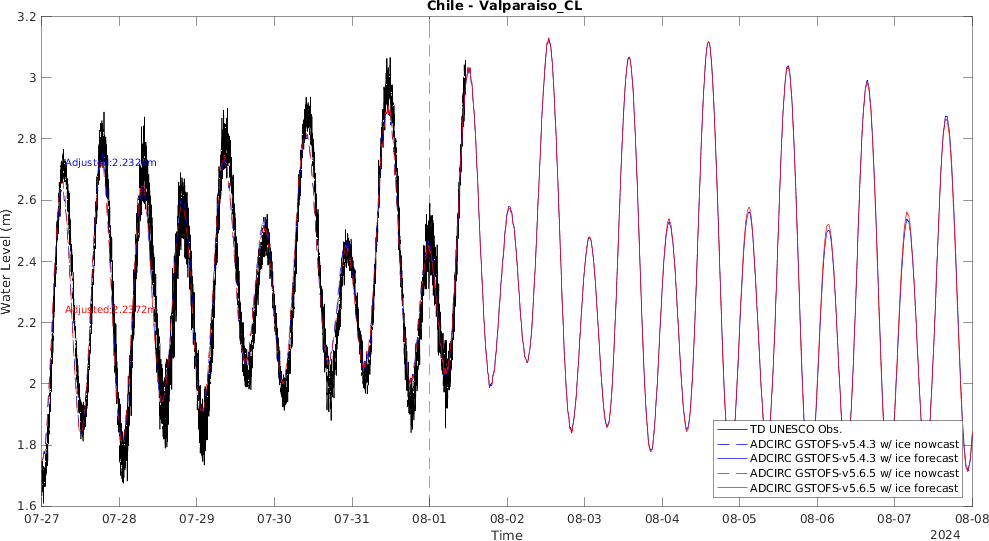 Chile - Valparaiso_CL
3.2
3
2.8
2.6
2.4
2.2
2
1.8
1.6
Water Level (m)
Adjusted:2.2321m
Adjusted:2.2372m
TD UNESCO Obs.
ADCIRC GSTOFS-v5.4.3 w/ ice nowcast
ADCIRC GSTOFS-v5.4.3 w/ ice forecast
ADCIRC GSTOFS-v5.6.5 w/ ice nowcast
ADCIRC GSTOFS-v5.6.5 w/ ice forecast
07-27 07-28 07-29 07-30 07-31 08-01 08-02 08-03 08-04 08-05 08-06 08-07 08-08
Time
2024